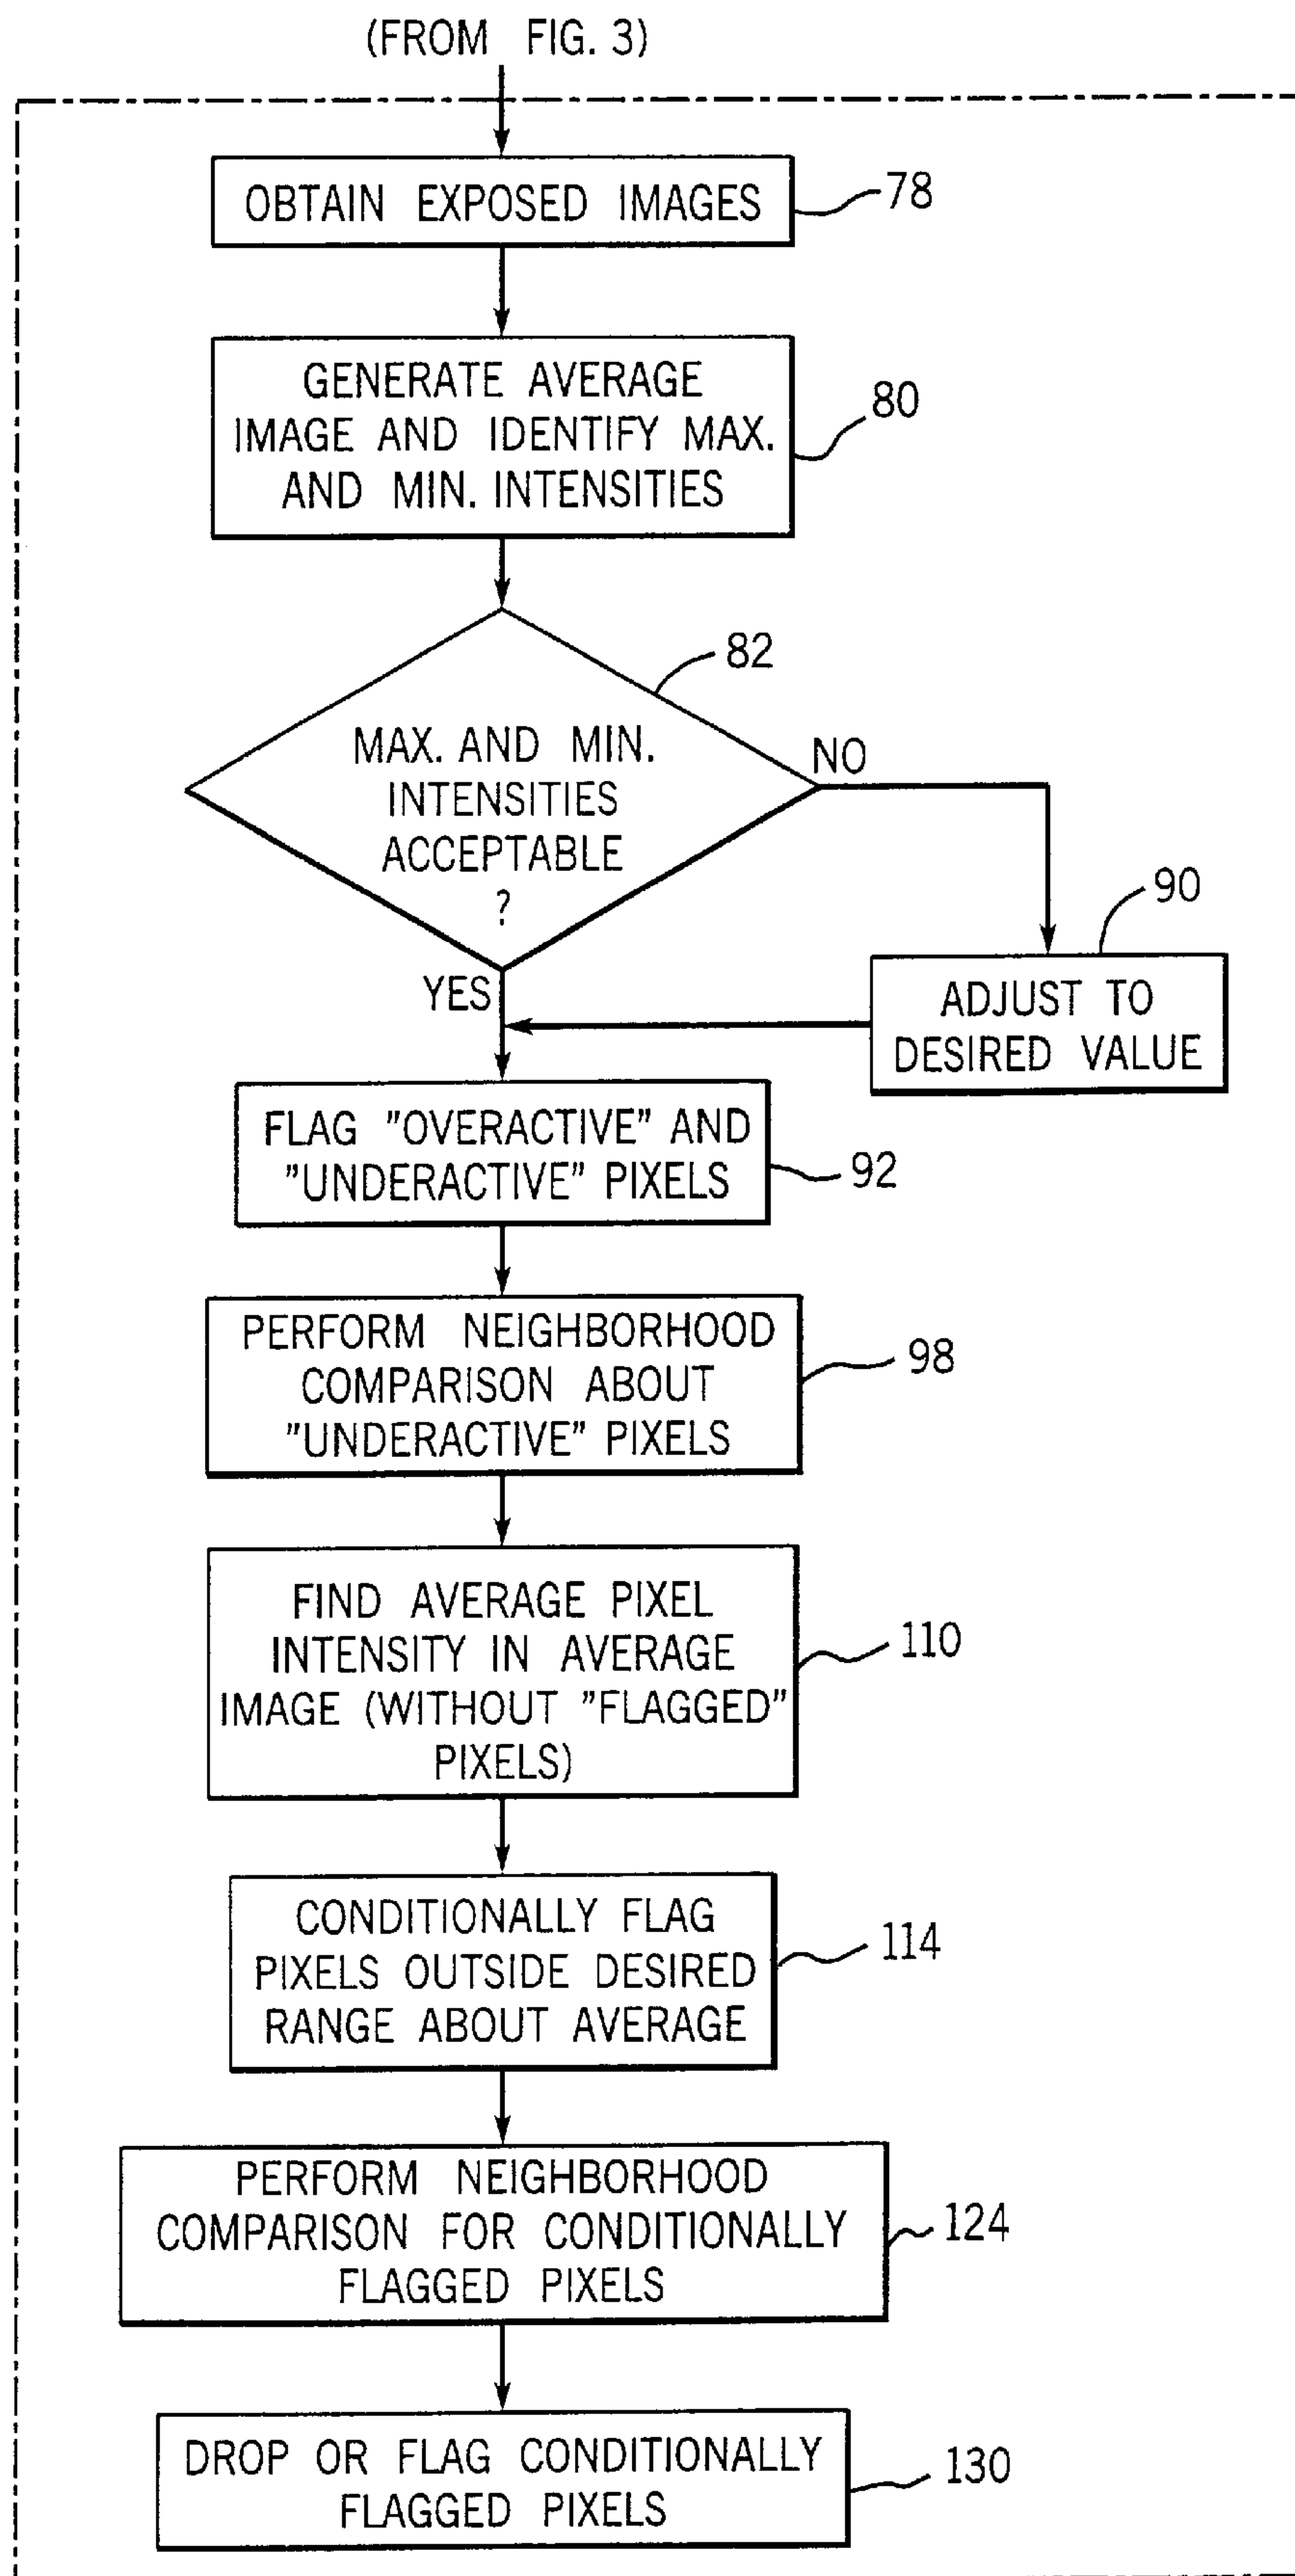 (FROM FIG. 3)
OBTAIN EXPOSED IMAGES
78
GENERATE AVERAGE
IMAGE AND IDENTIFY MAX.
AND MIN. INTENSITIES
80
82
MAX. AND MIN.
INTENSITIES
ACCEPTABLE
?
NO
YES
90
ADJUST TO
DESIRED VALUE
FLAG "OVERACTIVE" AND
"UNDERACTIVE" PIXELS
92
PERFORM NEIGHBORHOOD
COMPARISON ABOUT
"UNDERACTIVE" PIXELS
98
FIND AVERAGE PIXEL
INTENSITY IN AVERAGE
IMAGE (WITHOUT "FLAGGED"
PIXELS)
110
CONDITIONALLY FLAG
PIXELS OUTSIDE DESIRED
RANGE ABOUT AVERAGE
114
PERFORM NEIGHBORHOOD
COMPARISON FOR CONDITIONALLY
FLAGGED PIXELS
124
DROP OR FLAG CONDITIONALLY
FLAGGED PIXELS
130